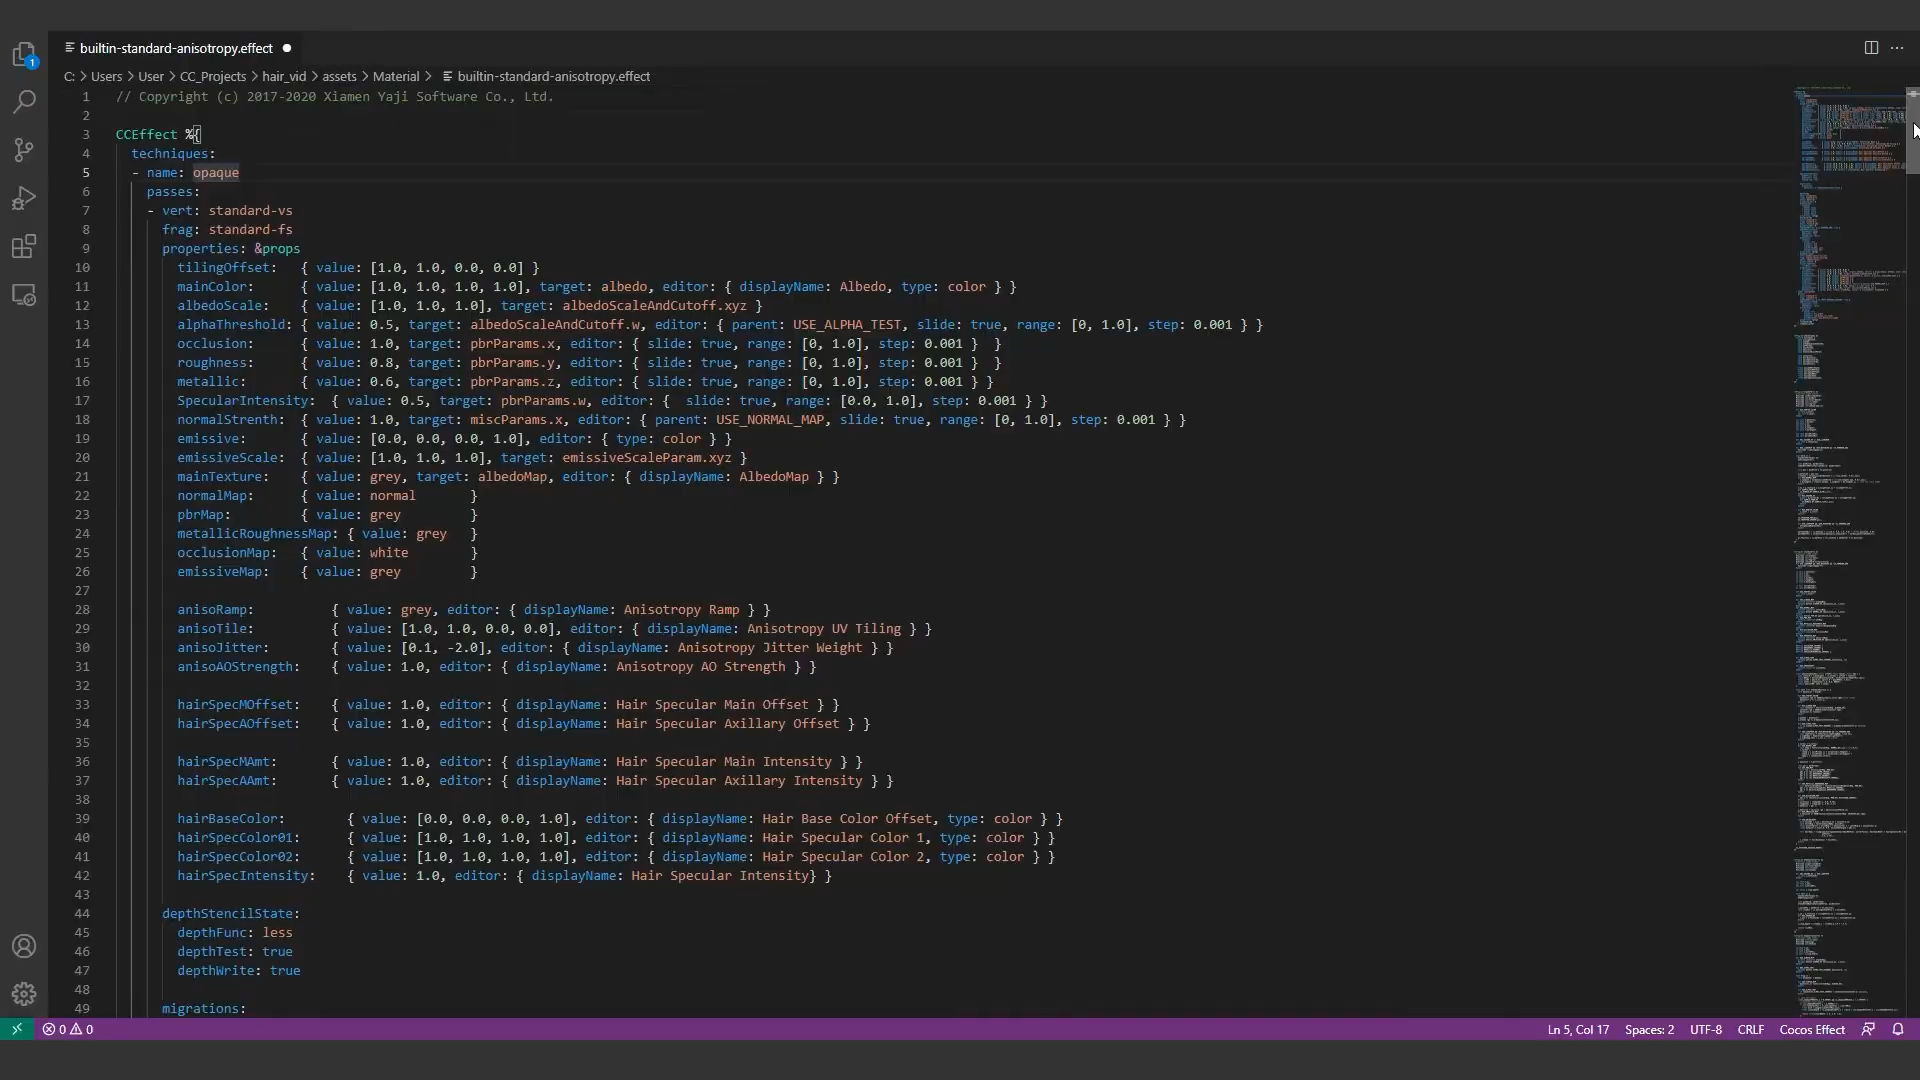 builtin-standard-anisotropy.effect
C: > Users > User > CC_Projects > hair_vid > assets > Material > builtin-standard-anisotropy.effect
1
1 // Copyright (c) 2017-2020 Xiamen Yaji Software Co., Ltd.
2
3 CCEffect %{
4 techniques:
5 - name: opaque
6 passes:
7 - vert: standard-vs
8 frag: standard-fs
9 properties: &props
10 tilingOffset: { value: [1.0, 1.0, 0.0, 0.0] }
11 mainColor: { value: [1.0, 1.0, 1.0, 1.0], target: albedo, editor: { displayName: Albedo, type: color } }
12 albedoScale: { value: [1.0, 1.0, 1.0], target: albedoScaleAndCutoff.xyz }
13 alphaThreshold: { value: 0.5, target: albedoScaleAndCutoff.w, editor: { parent: USE_ALPHA_TEST, slide: true, range: [0, 1.0], step: 0.001 } }
14 occlusion: { value: 1.0, target: pbrParams.x, editor: { slide: true, range: [0, 1.0], step: 0.001 } }
15 roughness: { value: 0.8, target: pbrParams.y, editor: { slide: true, range: [0, 1.0], step: 0.001 } }
16 metallic: { value: 0.6, target: pbrParams.z, editor: { slide: true, range: [0, 1.0], step: 0.001 } }
17 SpecularIntensity: { value: 0.5, target: pbrParams.w, editor: { slide: true, range: [0.0, 1.0], step: 0.001 } }
18 normalStrenth: { value: 1.0, target: miscParams.x, editor: { parent: USE_NORMAL_MAP, slide: true, range: [0, 1.0], step: 0.001 } }
19 emissive: { value: [0.0, 0.0, 0.0, 1.0], editor: { type: color } }
20 emissiveScale: { value: [1.0, 1.0, 1.0], target: emissiveScaleParam.xyz }
21 mainTexture: { value: grey, target: albedoMap, editor: { displayName: AlbedoMap } }
22 normalMap: { value: normal }
23 pbrMap: { value: grey }
24 metallicRoughnessMap: { value: grey }
25 occlusionMap: { value: white }
26 emissiveMap: { value: grey }
27
28 anisoRamp: { value: grey, editor: { displayName: Anisotropy Ramp } }
29 anisoTile: { value: [1.0, 1.0, 0.0, 0.0], editor: { displayName: Anisotropy UV Tiling } }
30 anisoJitter: { value: [0.1, -2.0], editor: { displayName: Anisotropy Jitter Weight } }
31 anisoAOStrength: { value: 1.0, editor: { displayName: Anisotropy AO Strength } }
32
33 hairSpecMOffset: { value: 1.0, editor: { displayName: Hair Specular Main Offset } }
34 hairSpecAOffset: { value: 1.0, editor: { displayName: Hair Specular Axillary Offset } }
35
36 hairSpecMAmt: { value: 1.0, editor: { displayName: Hair Specular Main Intensity } }
37 hairSpecAAmt: { value: 1.0, editor: { displayName: Hair Specular Axillary Intensity } }
38
39 hairBaseColor: { value: [0.0, 0.0, 0.0, 1.0], editor: { displayName: Hair Base Color Offset, type: color } }
40 hairSpecColor01: { value: [1.0, 1.0, 1.0, 1.0], editor: { displayName: Hair Specular Color 1, type: color } }
41 hairSpecColor02: { value: [1.0, 1.0, 1.0, 1.0], editor: { displayName: Hair Specular Color 2, type: color } }
42 hairSpecIntensity: { value: 1.0, editor: { displayName: Hair Specular Intensity} }
43
44 depthStencilState:
45 depthFunc: less
46 depthTest: true
47 depthWrite: true
48
49 migrations:
0 0 Ln 5, Col 17 Spaces: 2 UTF-8 CRLF Cocos Effect